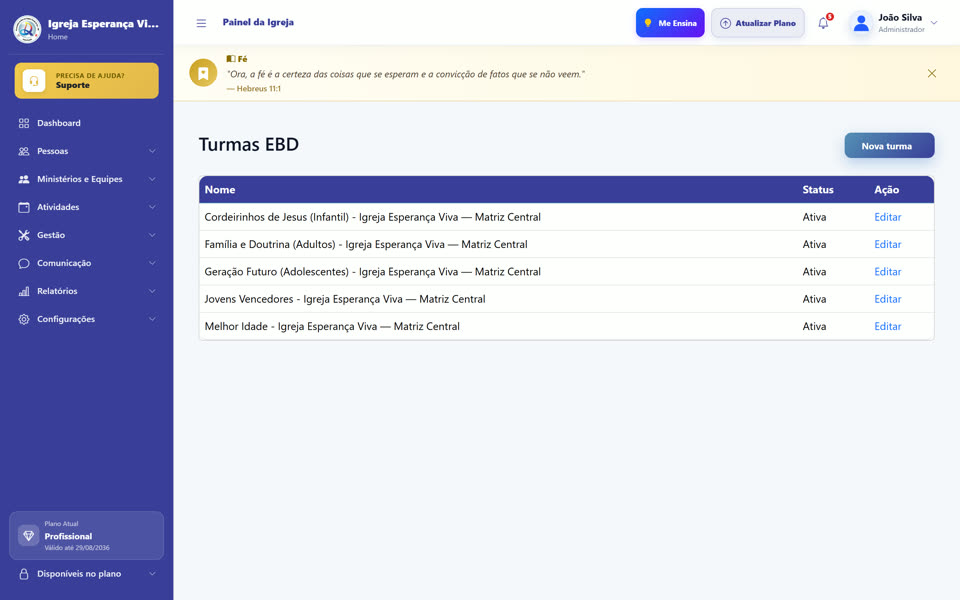 Igreja Esperança Vi...
Home
PRECISA DE AJUDA?
Suporte
Dashboard
Pessoas
Ministérios e Equipes
Atividades
Gestão
Comunicação
Relatórios
Configurações
Plano Atual
Profissional
Válido até 29/08/2036
Disponíveis no plano
Painel da Igreja
Me Ensina
Atualizar Plano
João Silva
Administrador
Fé
"Ora, a fé é a certeza das coisas que se esperam e a convicção de fatos que se não veem."
— Hebreus 11:1
Turmas EBD
Nova turma
Nome Status Ação
Cordeirinhos de Jesus (Infantil) - Igreja Esperança Viva — Matriz Central Ativa Editar
Família e Doutrina (Adultos) - Igreja Esperança Viva — Matriz Central Ativa Editar
Geração Futuro (Adolescentes) - Igreja Esperança Viva — Matriz Central Ativa Editar
Jovens Vencedores - Igreja Esperança Viva — Matriz Central Ativa Editar
Melhor Idade - Igreja Esperança Viva — Matriz Central Ativa Editar